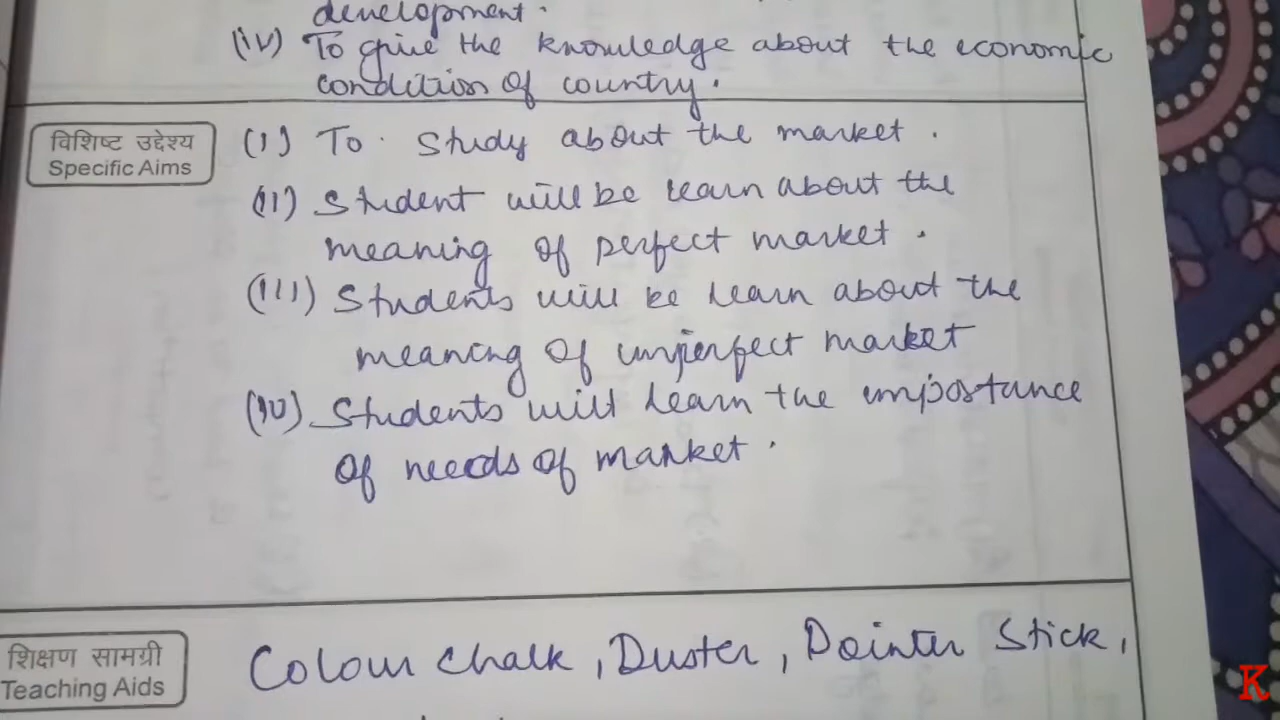 development.
(iv) To give the knowledge about the economic
condition of country.
विशिष्ट उद्देश्य
Specific Aims
(i) To. Study about the market.
(ii) Student will be learn about the
meaning of perfect market.
(iii) Students will be learn about the
meaning of imperfect market
(iv) Students will learn the importance
of needs of market.
शिक्षण सामग्री
Teaching Aids
Colour chalk, Duster, Pointer Stick,
K